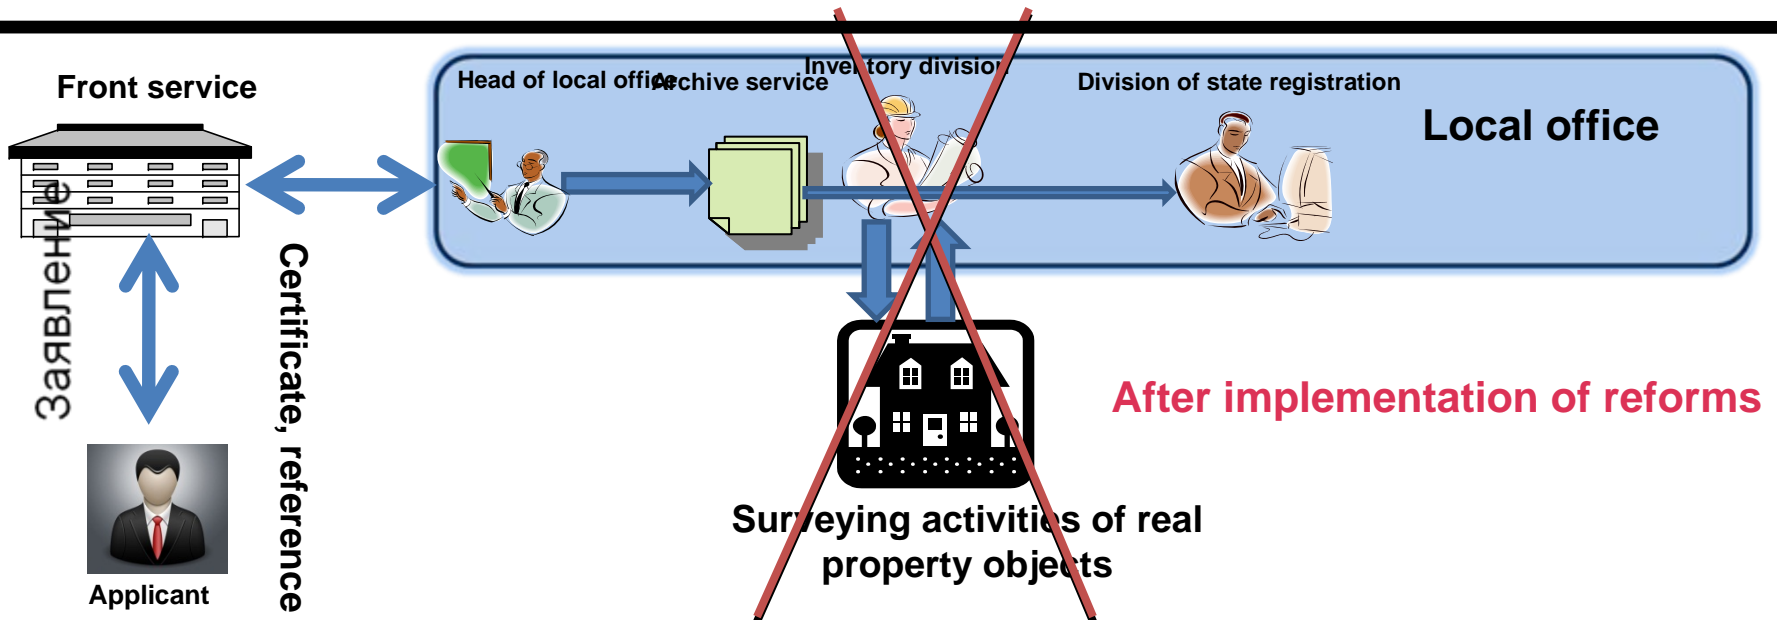 Front service
Head of local office
Archive service
Inventory division
Division of state registration
Local office
Заявление
Certificate, reference
After implementation of reforms
Surveying activities of real
property objects
Applicant